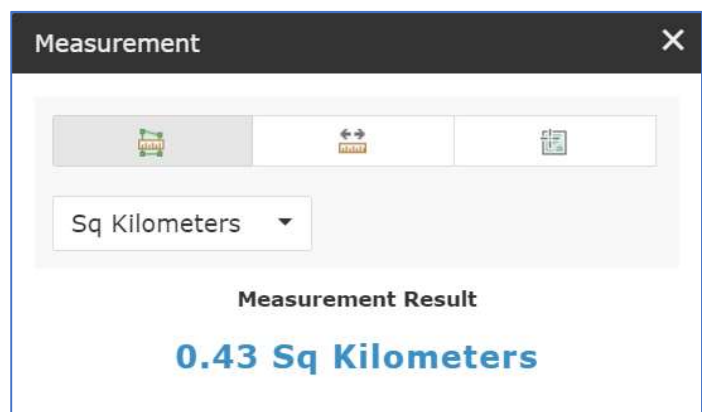 Measurement
Sq Kilometers
Measurement Result
0.43 Sq Kilometers